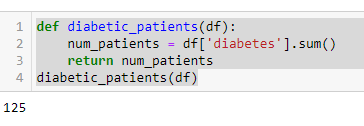 1 def diabetic_patients(df):
2     num_patients = df['diabetes'].sum()
3     return num_patients
4 diabetic_patients(df)
125